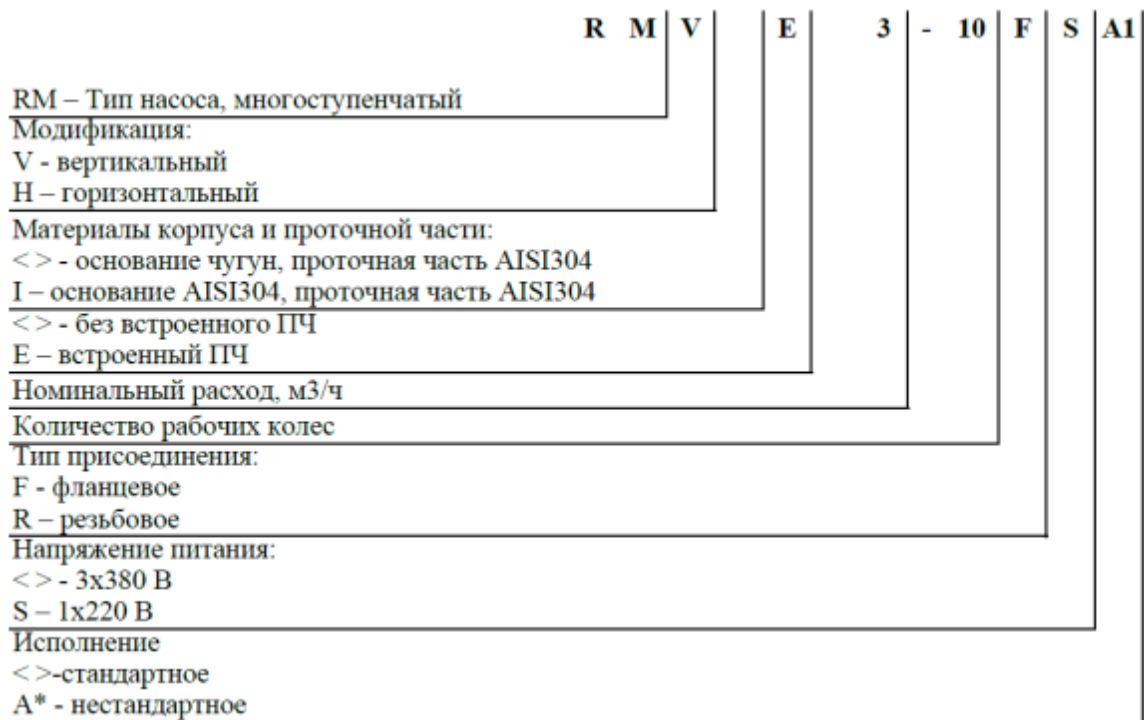 R M V E 3 - 10 F S A1
RM – Тип насоса, многоступенчатый
Модификация:
V - вертикальный
H – горизонтальный
Материалы корпуса и проточной части:
< > - основание чугун, проточная часть AISI304
I – основание AISI304, проточная часть AISI304
< > - без встроенного ПЧ
E – встроенный ПЧ
Номинальный расход, м3/ч
Количество рабочих колес
Тип присоединения:
F - фланцевое
R – резьбовое
Напряжение питания:
< > - 3х380 В
S – 1х220 В
Исполнение
< >-стандартное
A* - нестандартное